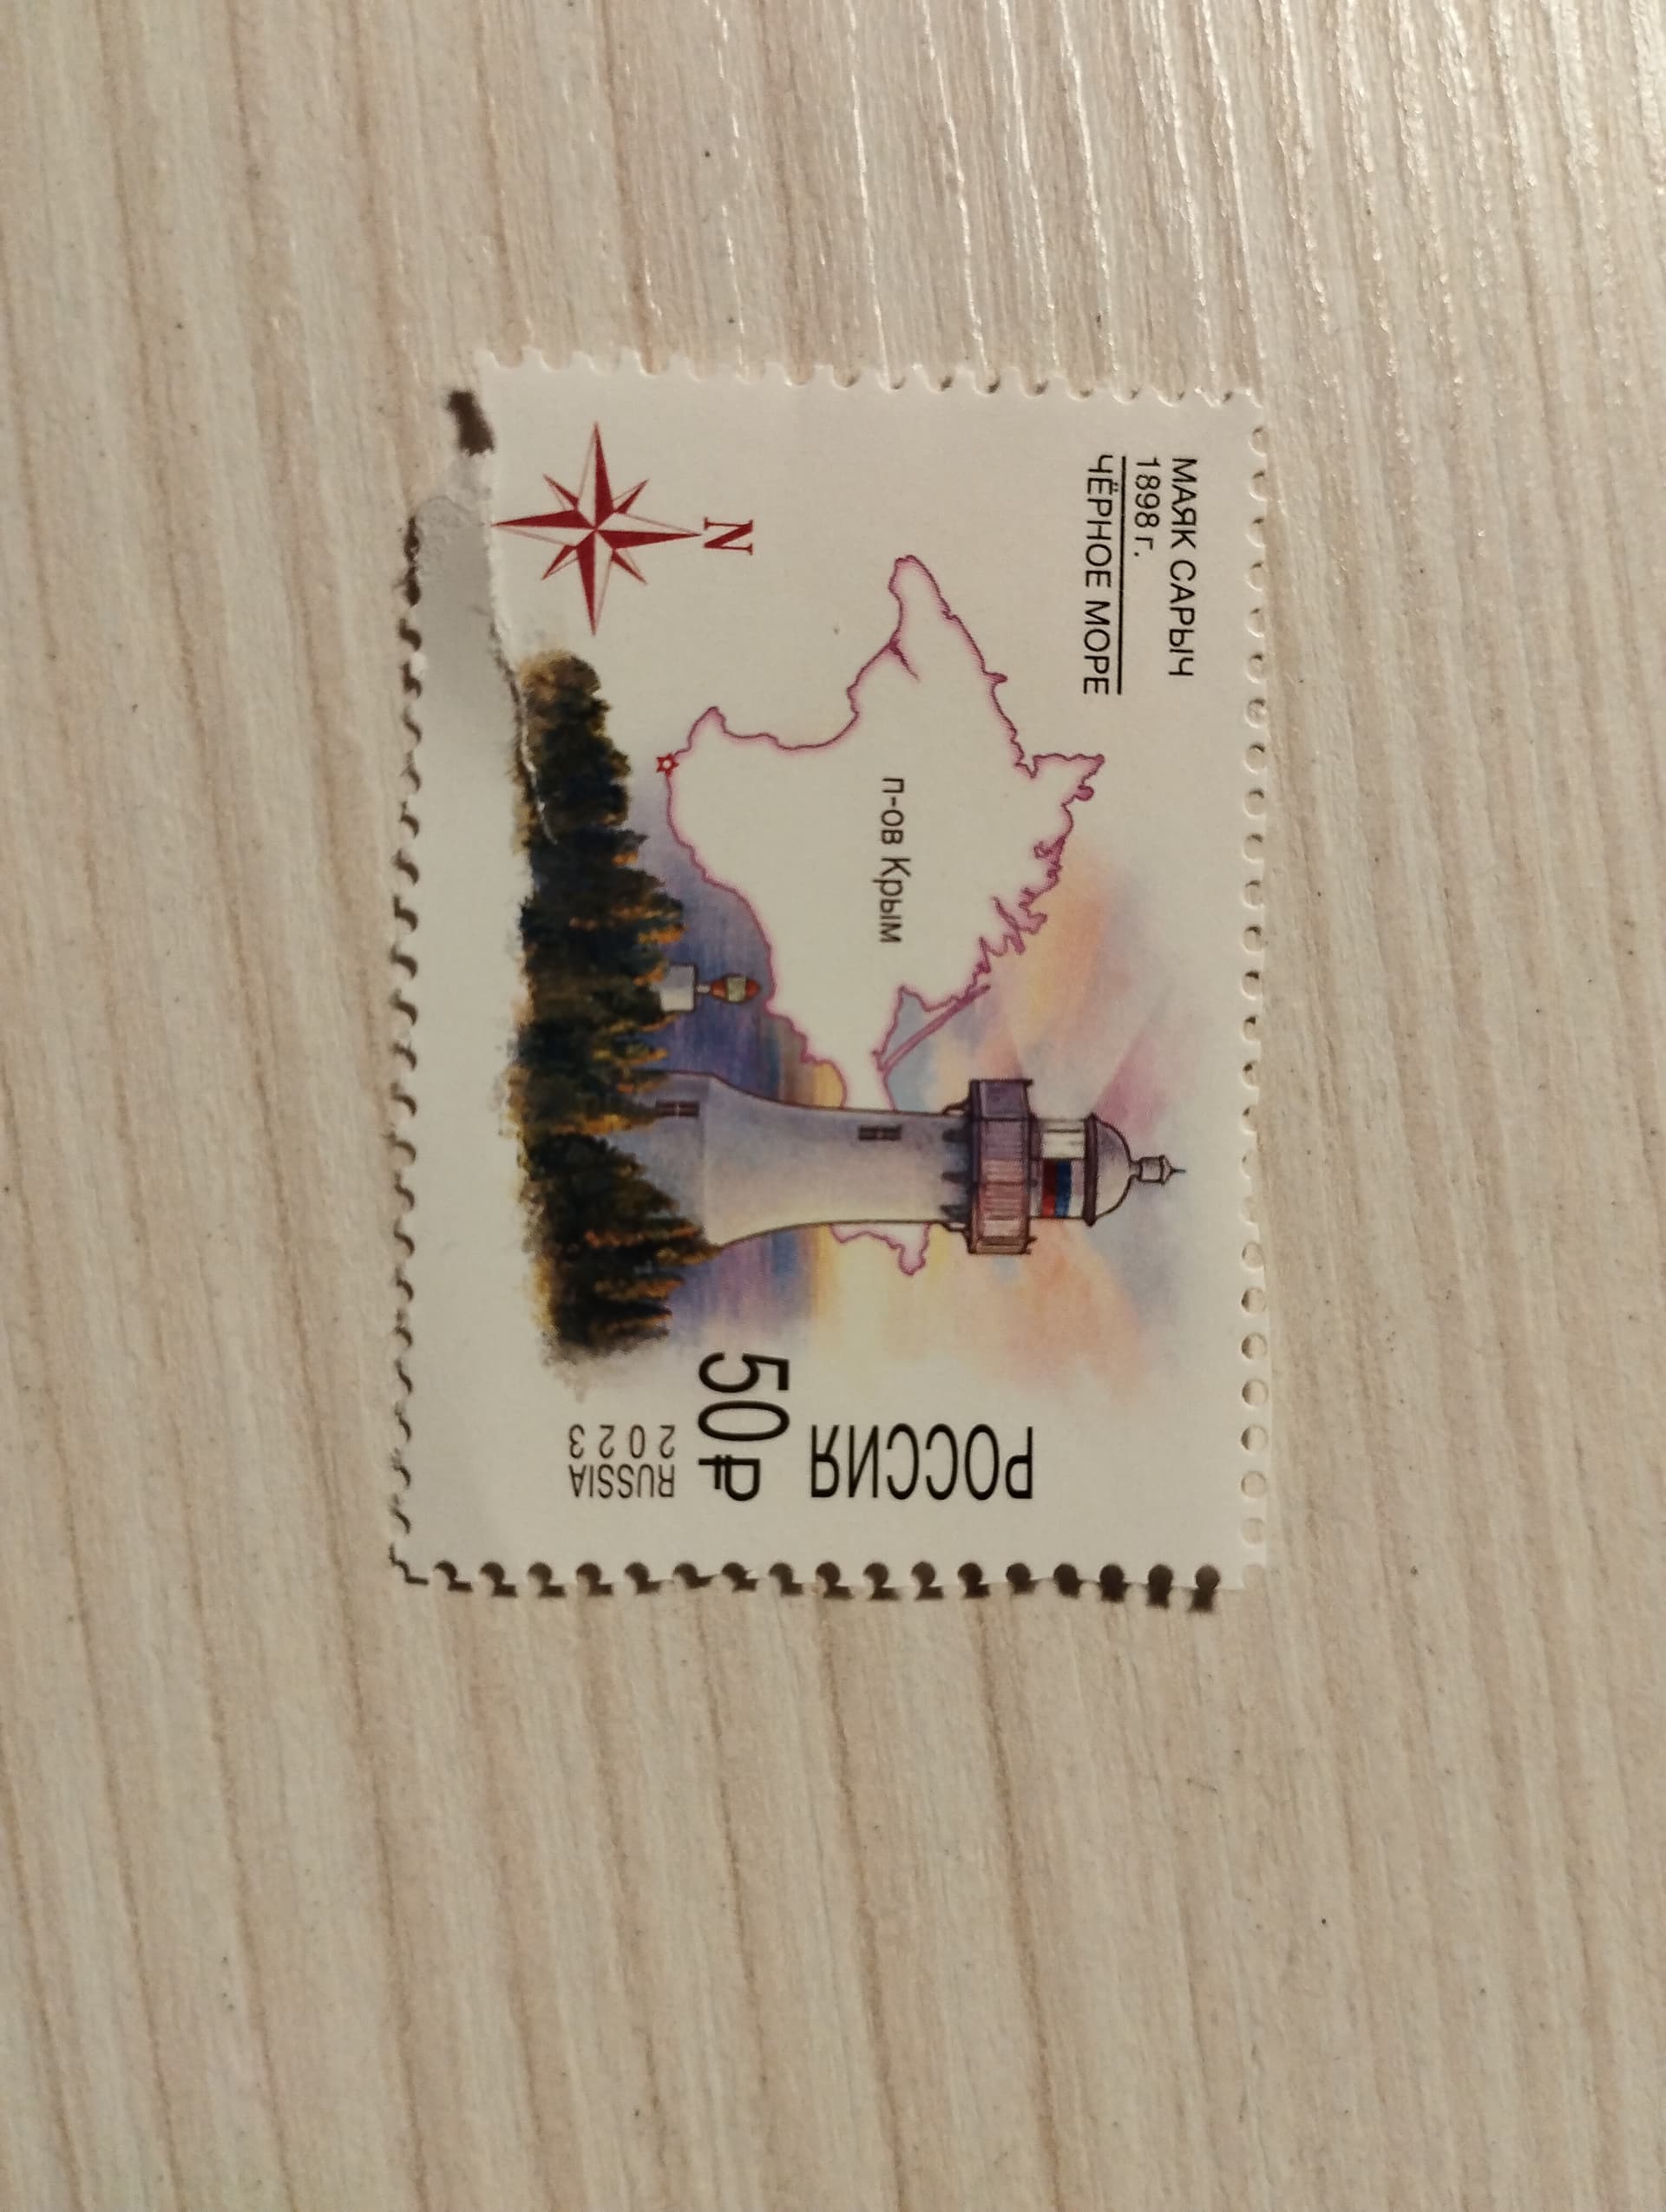 МАЯК САРЫЧ
1898 г.
ЧЁРНОЕ МОРЕ
п-ов Крым
N
РОССИЯ
50₽
RUSSIA
2023